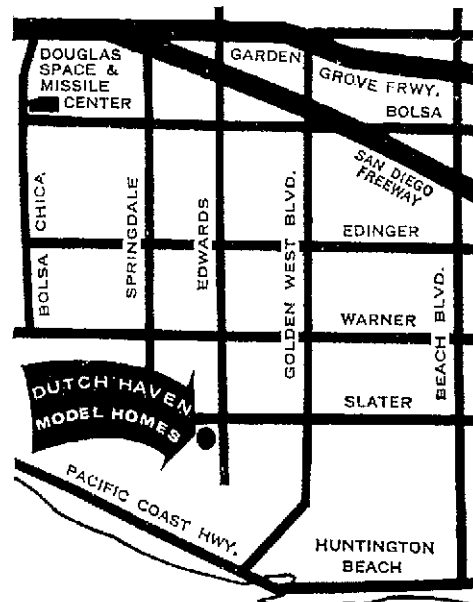 DOUGLAS
SPACE &
MISSILE
CENTER
GARDEN
GROVE FRWY.
BOLSA
SAN DIEGO
FREEWAY
BOLSA CHICA
SPRINGDALE
EDWARDS
GOLDEN WEST BLVD.
BEACH BLVD.
EDINGER
WARNER
SLATER
DUTCH HAVEN
MODEL HOMES
PACIFIC COAST HWY.
HUNTINGTON
BEACH